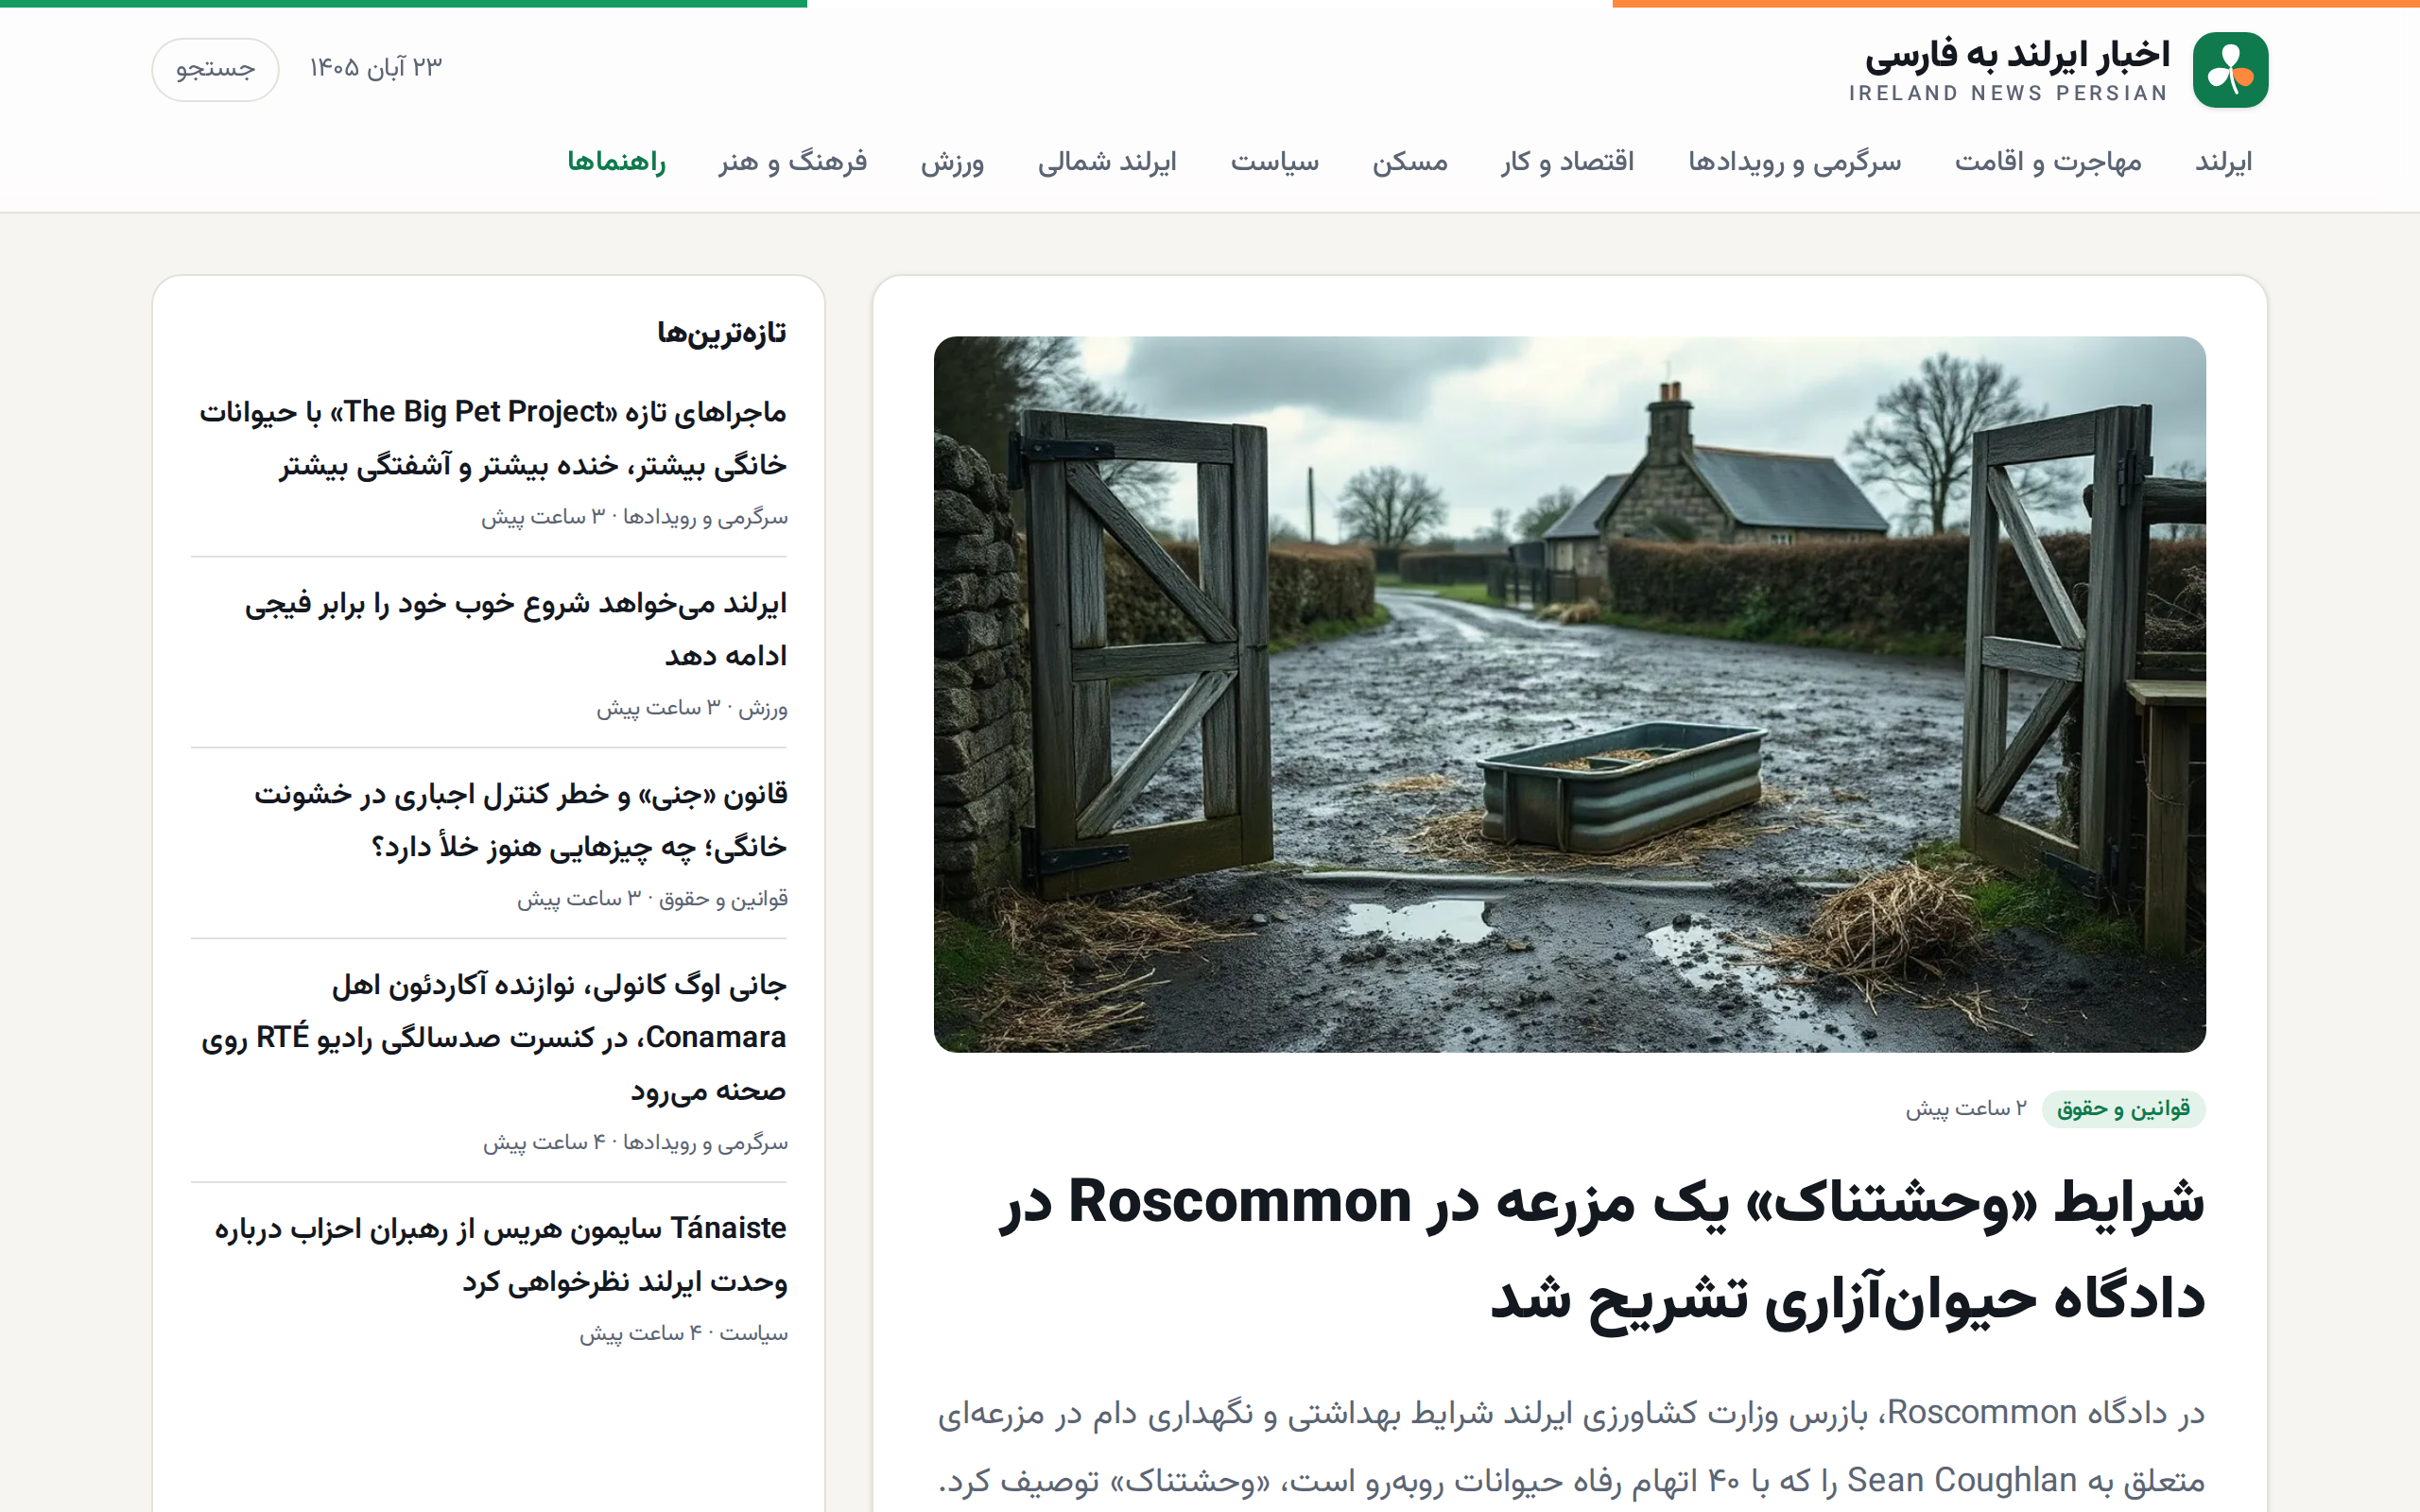 اخبار ایرلند به فارسی
IRELAND NEWS PERSIAN
۲۳ آبان ۱۴۰۵
جستجو
ایرلند
مهاجرت و اقامت
سرگرمی و رویدادها
اقتصاد و کار
مسکن
سیاست
ایرلند شمالی
ورزش
فرهنگ و هنر
راهنماها
قوانین و حقوق
۲ ساعت پیش
شرایط «وحشتناک» یک مزرعه در Roscommon در
دادگاه حیوان‌آزاری تشریح شد
در دادگاه Roscommon، بازرس وزارت کشاورزی ایرلند شرایط بهداشتی و نگهداری دام در مزرعه‌ای
متعلق به Sean Coughlan را که با ۴۰ اتهام رفاه حیوانات روبه‌رو است، «وحشتناک» توصیف کرد.
تازه‌ترین‌ها
ماجراهای تازه «The Big Pet Project» با حیوانات
خانگی بیشتر، خنده بیشتر و آشفتگی بیشتر
سرگرمی و رویدادها · ۳ ساعت پیش
ایرلند می‌خواهد شروع خوب خود را برابر فیجی
ادامه دهد
ورزش · ۳ ساعت پیش
قانون «جنی» و خطر کنترل اجباری در خشونت
خانگی؛ چه چیزهایی هنوز خلأ دارد؟
قوانین و حقوق · ۳ ساعت پیش
جانی اوگ کانولی، نوازنده آکاردئون اهل
Conamara، در کنسرت صدسالگی رادیو RTÉ روی
صحنه می‌رود
سرگرمی و رویدادها · ۴ ساعت پیش
Tánaiste سایمون هریس از رهبران احزاب درباره
وحدت ایرلند نظرخواهی کرد
سیاست · ۴ ساعت پیش